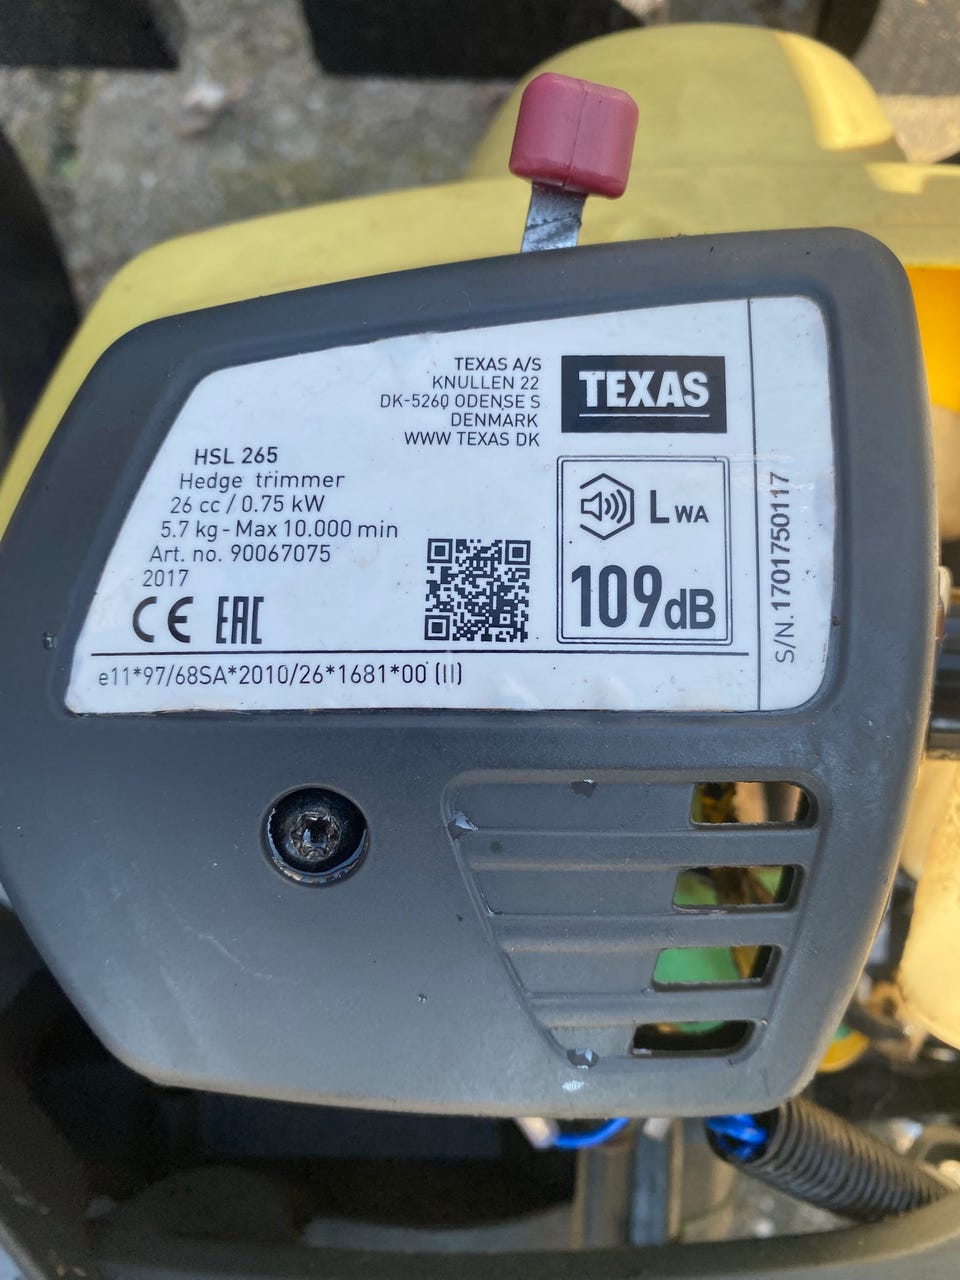 TEXAS A/S
KNULLEN 22
DK-5260 ODENSE S
DENMARK
WWW TEXAS DK
TEXAS
HSL 265
Hedge trimmer
26 cc / 0.75 kW
5.7 kg - Max 10.000 min
Art. no. 90067075
2017
CE EAC
LWA
109dB
S/N. 1701750117
e11*97/68SA*2010/26*1681*00 (II)